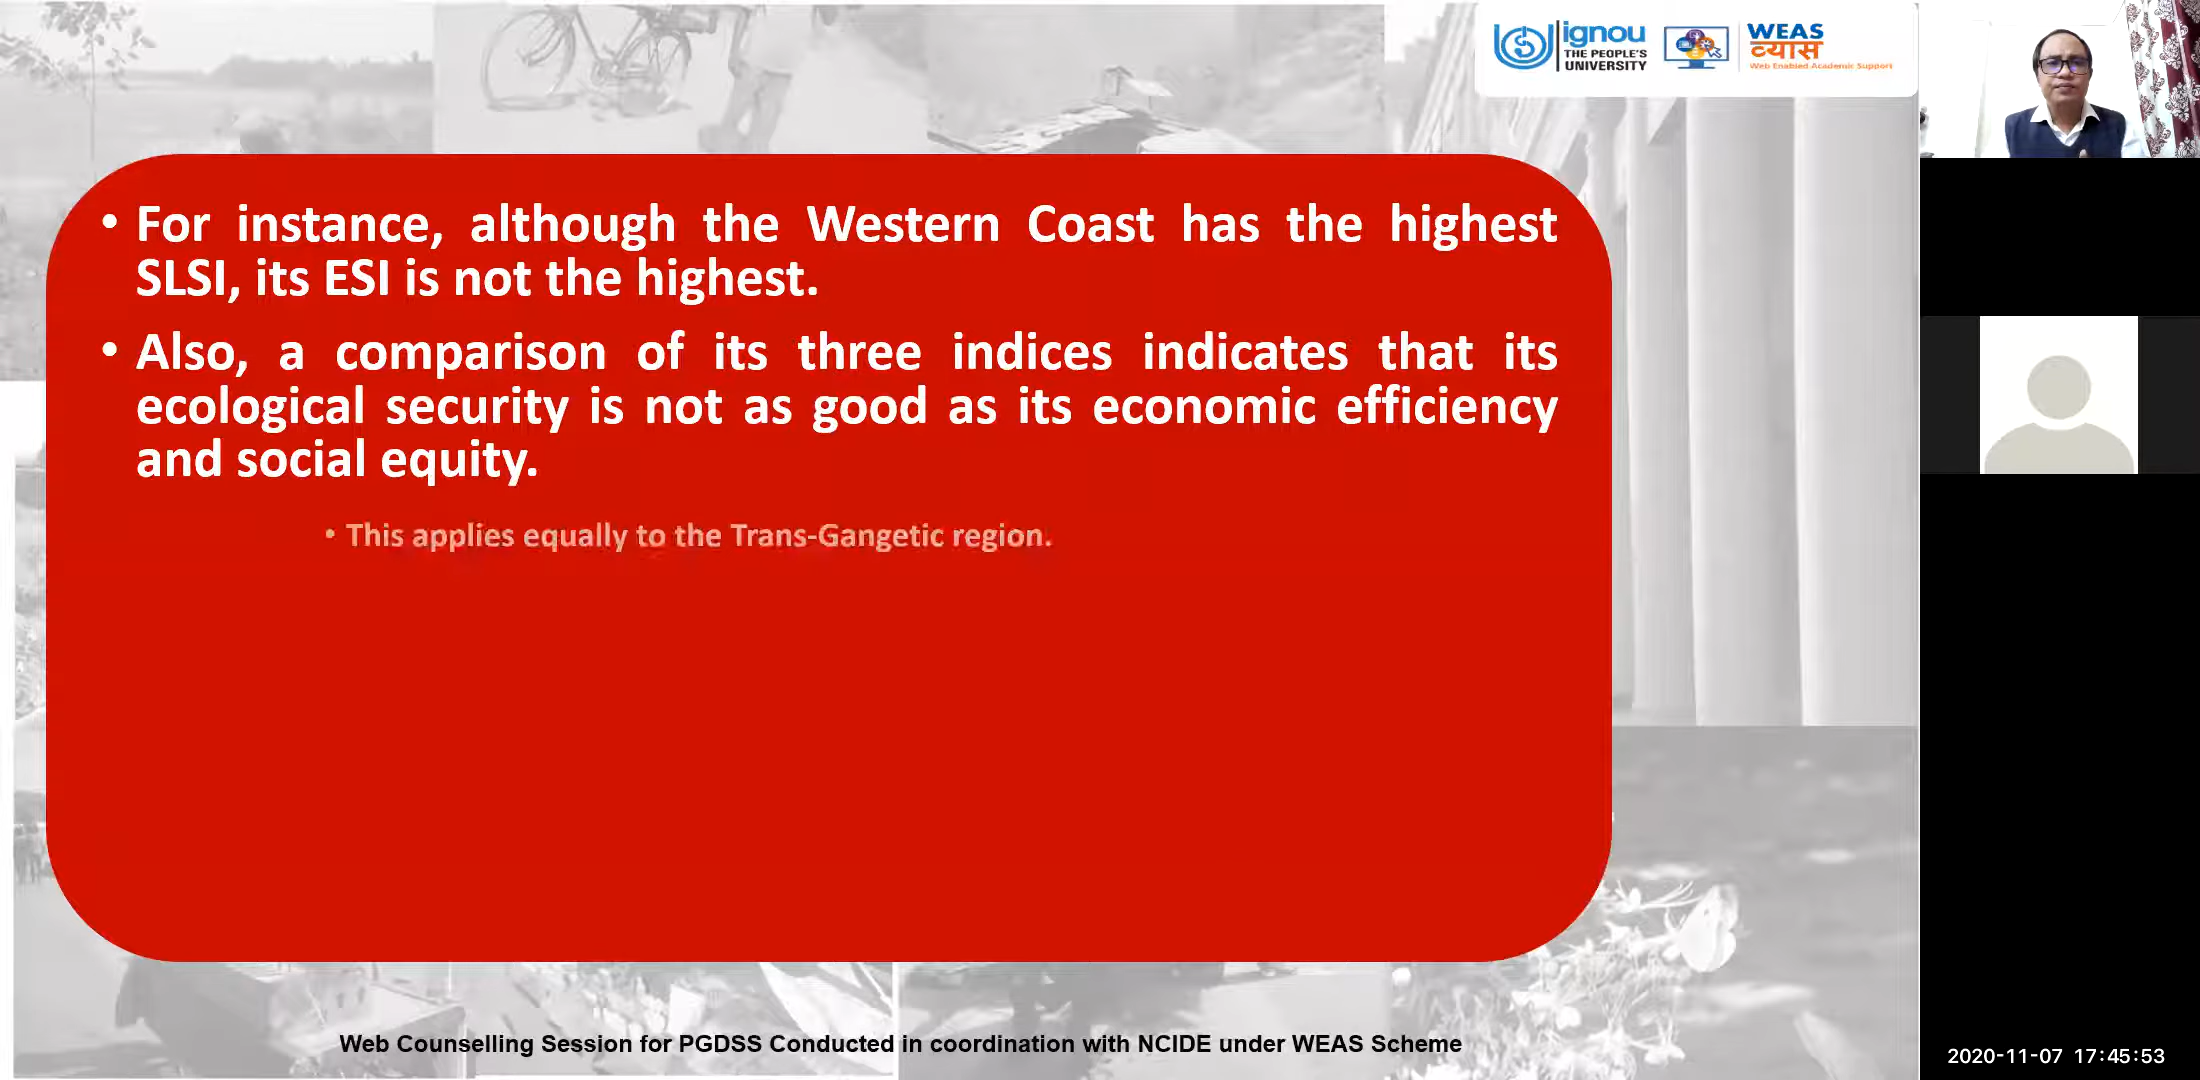 ignou
THE PEOPLE'S
UNIVERSITY
WEAS
व्यास
Web Enabled Academic Support
• For instance, although the Western Coast has the highest
SLSI, its ESI is not the highest.
• Also, a comparison of its three indices indicates that its
ecological security is not as good as its economic efficiency
and social equity.
• This applies equally to the Trans-Gangetic region.
Web Counselling Session for PGDSS Conducted in coordination with NCIDE under WEAS Scheme
2020-11-07 17:45:53